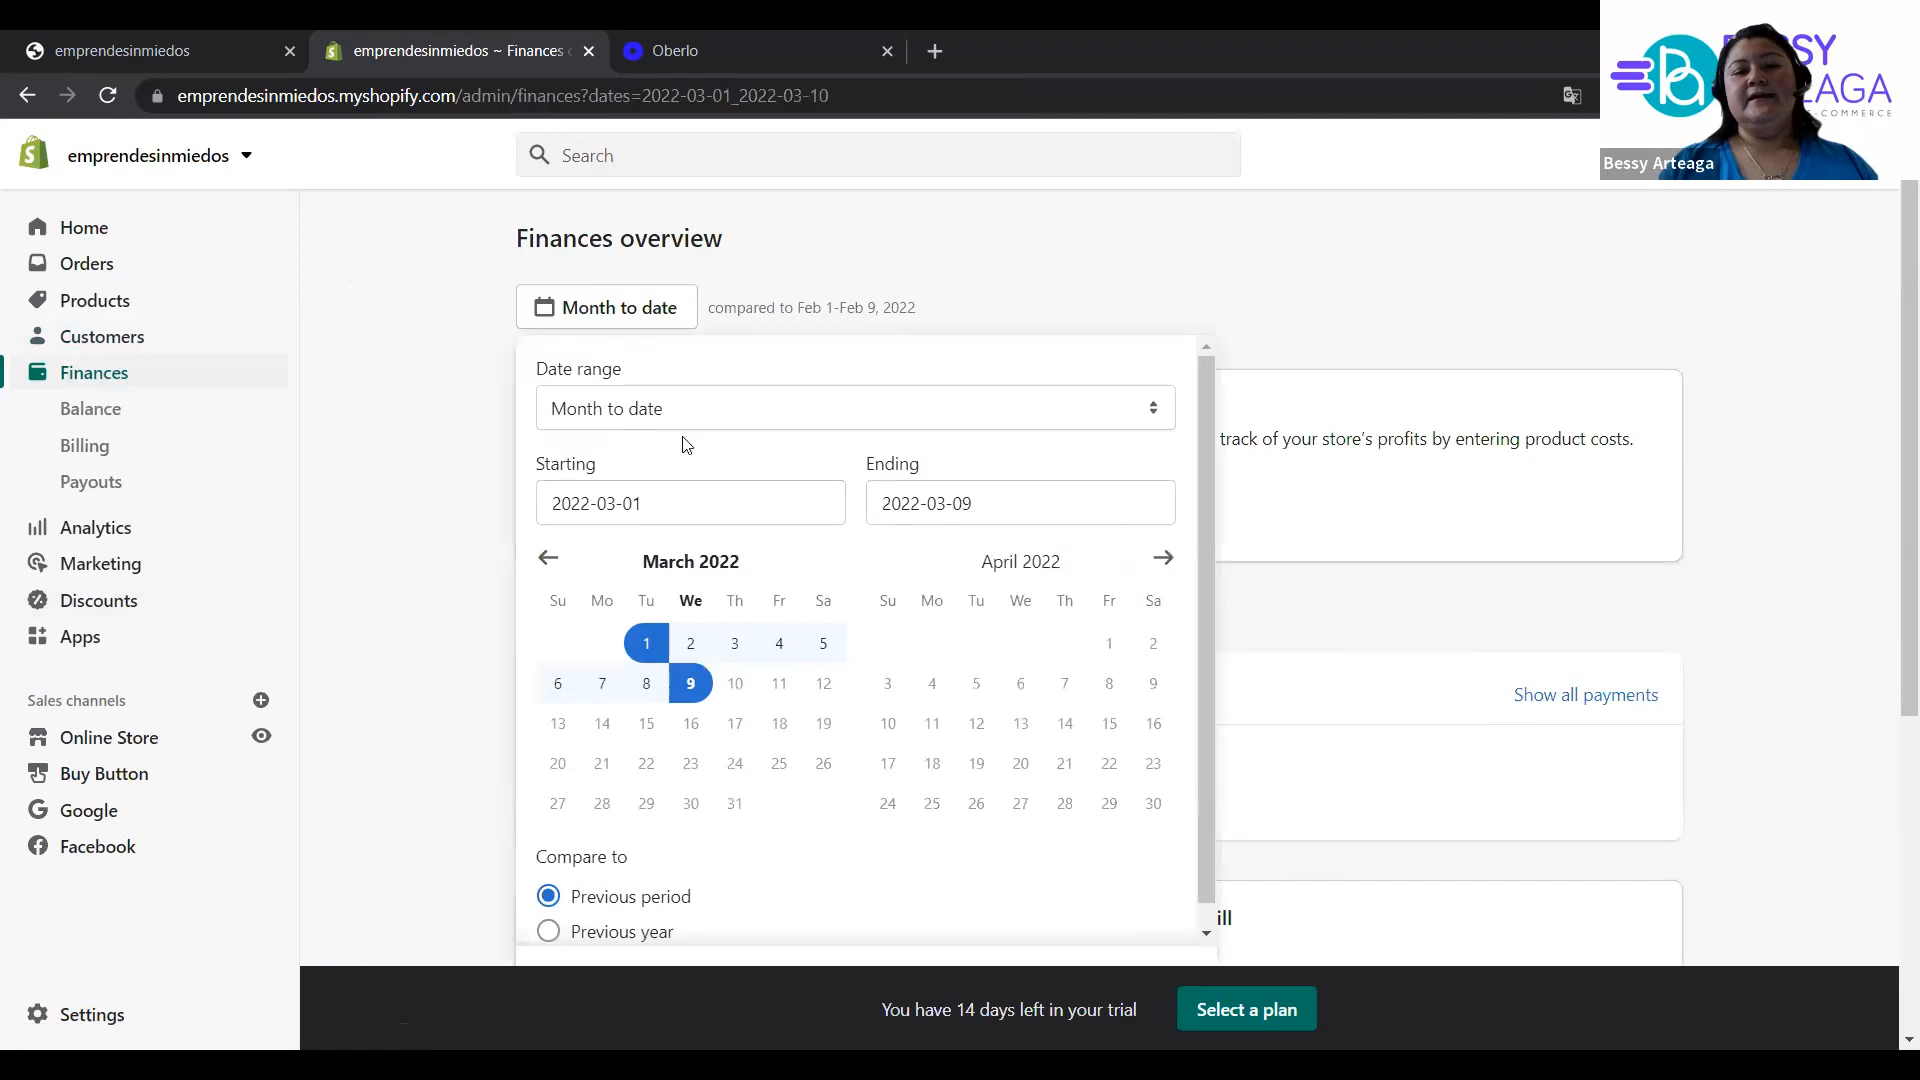 emprendesinmiedos
emprendesinmiedos ~ Finances
Oberlo
emprendesinmiedos.myshopify.com/admin/finances?dates=2022-03-01_2022-03-10
Bessy Arteaga
emprendesinmiedos
Search
Home
Orders
Products
Customers
Finances
Balance
Billing
Payouts
Analytics
Marketing
Discounts
Apps
Sales channels
Online Store
Buy Button
Google
Facebook
Settings
Finances overview
Month to date
compared to Feb 1-Feb 9, 2022
Date range
Month to date
track of your store's profits by entering product costs.
Starting Ending
2022-03-01 2022-03-09
March 2022 April 2022
Su Mo Tu We Th Fr Sa Su Mo Tu We Th Fr Sa
1 2 3 4 5 1 2
6 7 8 9 10 11 12 3 4 5 6 7 8 9
13 14 15 16 17 18 19 10 11 12 13 14 15 16
20 21 22 23 24 25 26 17 18 19 20 21 22 23
27 28 29 30 31 24 25 26 27 28 29 30
Show all payments
Compare to
Previous period
Previous year
ill
You have 14 days left in your trial
Select a plan